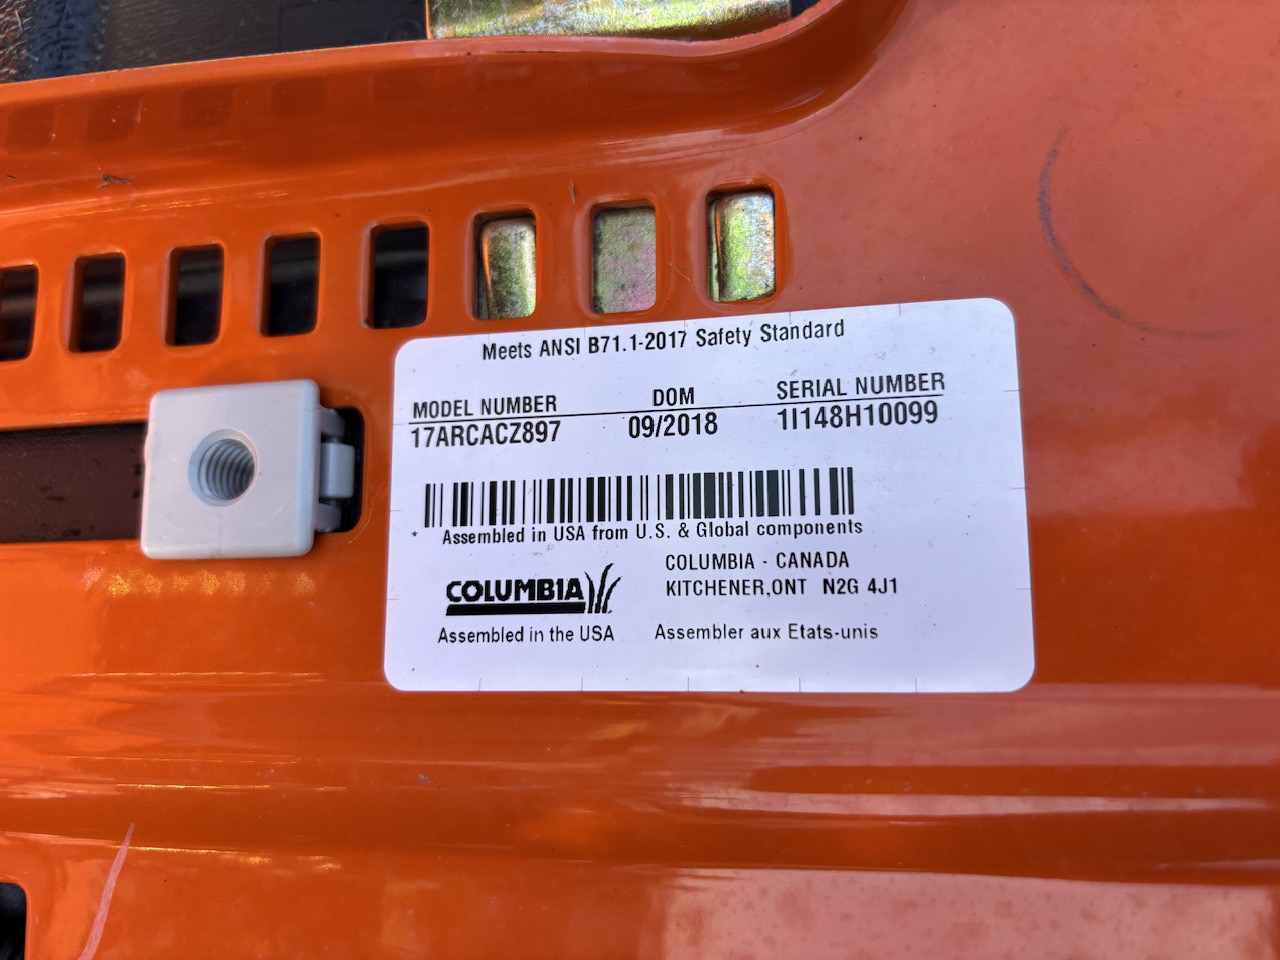 Meets ANSI B71.1-2017 Safety Standard
MODEL NUMBER DOM SERIAL NUMBER
17ARCACZ897 09/2018 1I148H10099
* Assembled in USA from U.S. & Global components
COLUMBIA - CANADA
KITCHENER,ONT N2G 4J1
COLUMBIA
Assembled in the USA Assembler aux Etats-unis